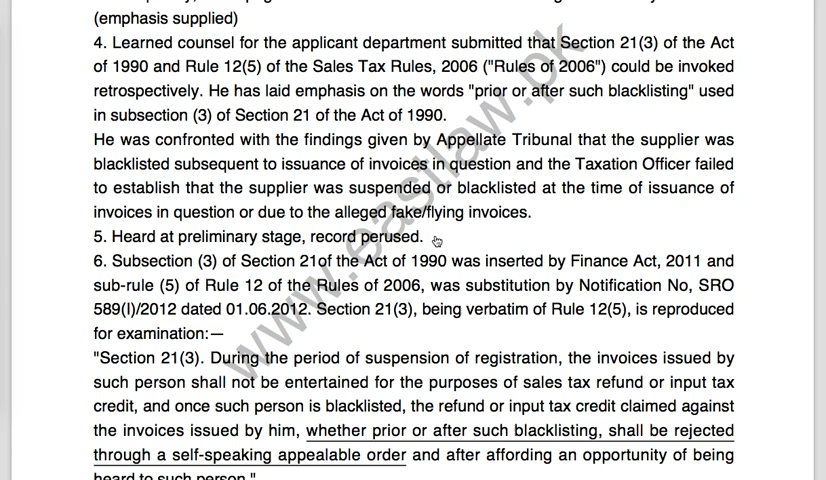 (emphasis supplied)
4. Learned counsel for the applicant department submitted that Section 21(3) of the Act
of 1990 and Rule 12(5) of the Sales Tax Rules, 2006 ("Rules of 2006") could be invoked
retrospectively. He has laid emphasis on the words "prior or after such blacklisting" used
in subsection (3) of Section 21 of the Act of 1990.
He was confronted with the findings given by Appellate Tribunal that the supplier was
blacklisted subsequent to issuance of invoices in question and the Taxation Officer failed
to establish that the supplier was suspended or blacklisted at the time of issuance of
invoices in question or due to the alleged fake/flying invoices.
5. Heard at preliminary stage, record perused.
6. Subsection (3) of Section 21of the Act of 1990 was inserted by Finance Act, 2011 and
sub-rule (5) of Rule 12 of the Rules of 2006, was substitution by Notification No, SRO
589(I)/2012 dated 01.06.2012. Section 21(3), being verbatim of Rule 12(5), is reproduced
for examination:—
"Section 21(3). During the period of suspension of registration, the invoices issued by
such person shall not be entertained for the purposes of sales tax refund or input tax
credit, and once such person is blacklisted, the refund or input tax credit claimed against
the invoices issued by him, whether prior or after such blacklisting, shall be rejected
through a self-speaking appealable order and after affording an opportunity of being
heard to such person."
www.eastlaw.pk